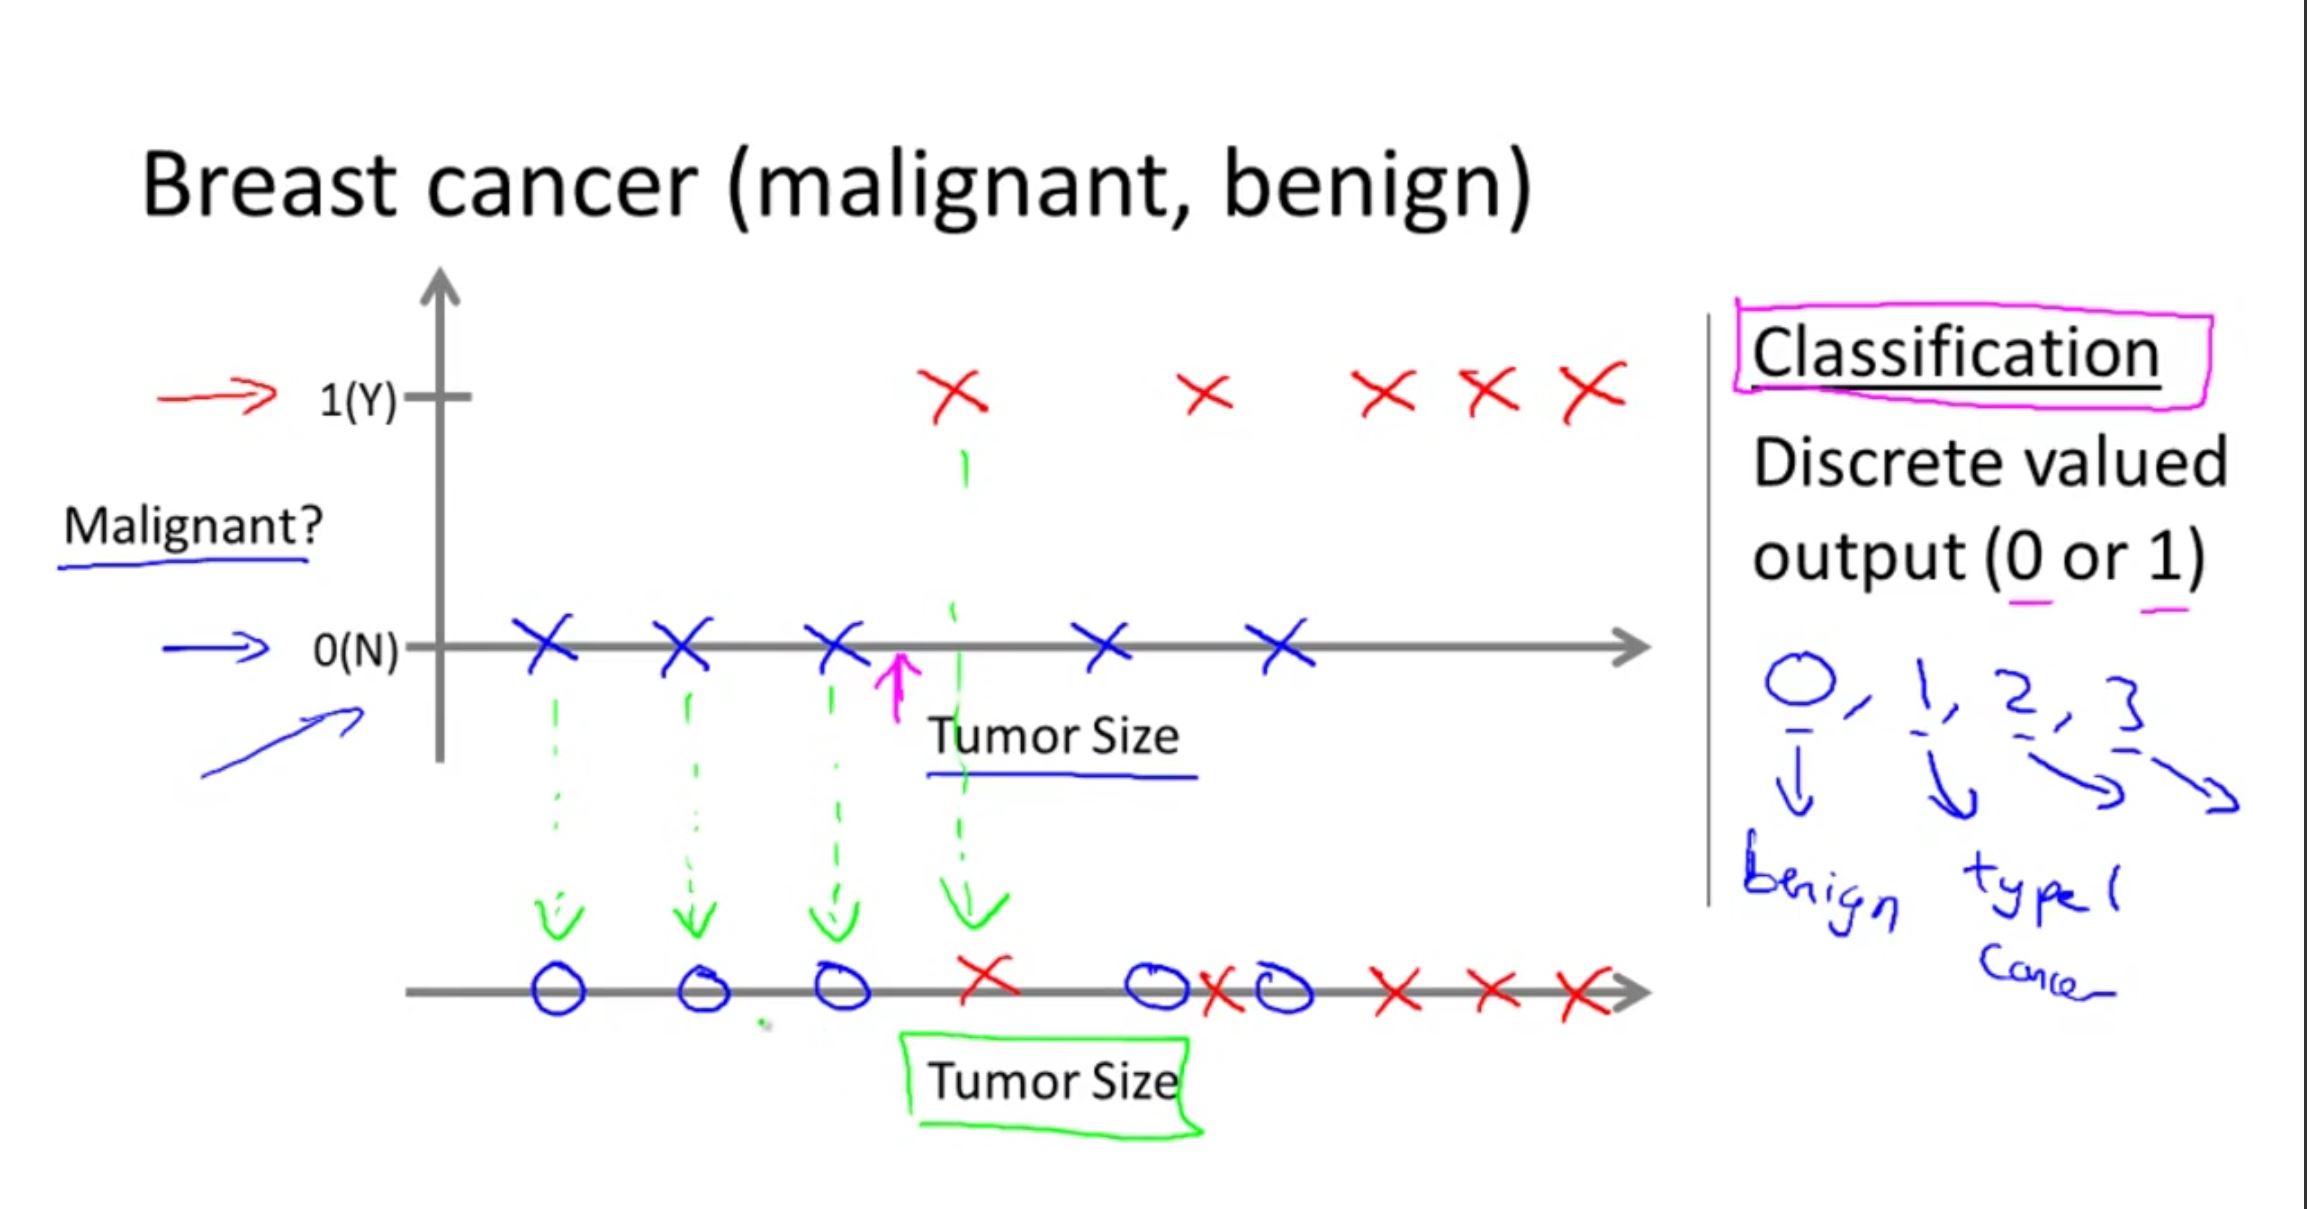 Breast cancer (malignant, benign)
1(Y)
Malignant?
0(N)
Tumor Size
Tumor Size
Classification
Discrete valued
output (0 or 1)
0, 1, 2, 3
benign
type 1
cancer